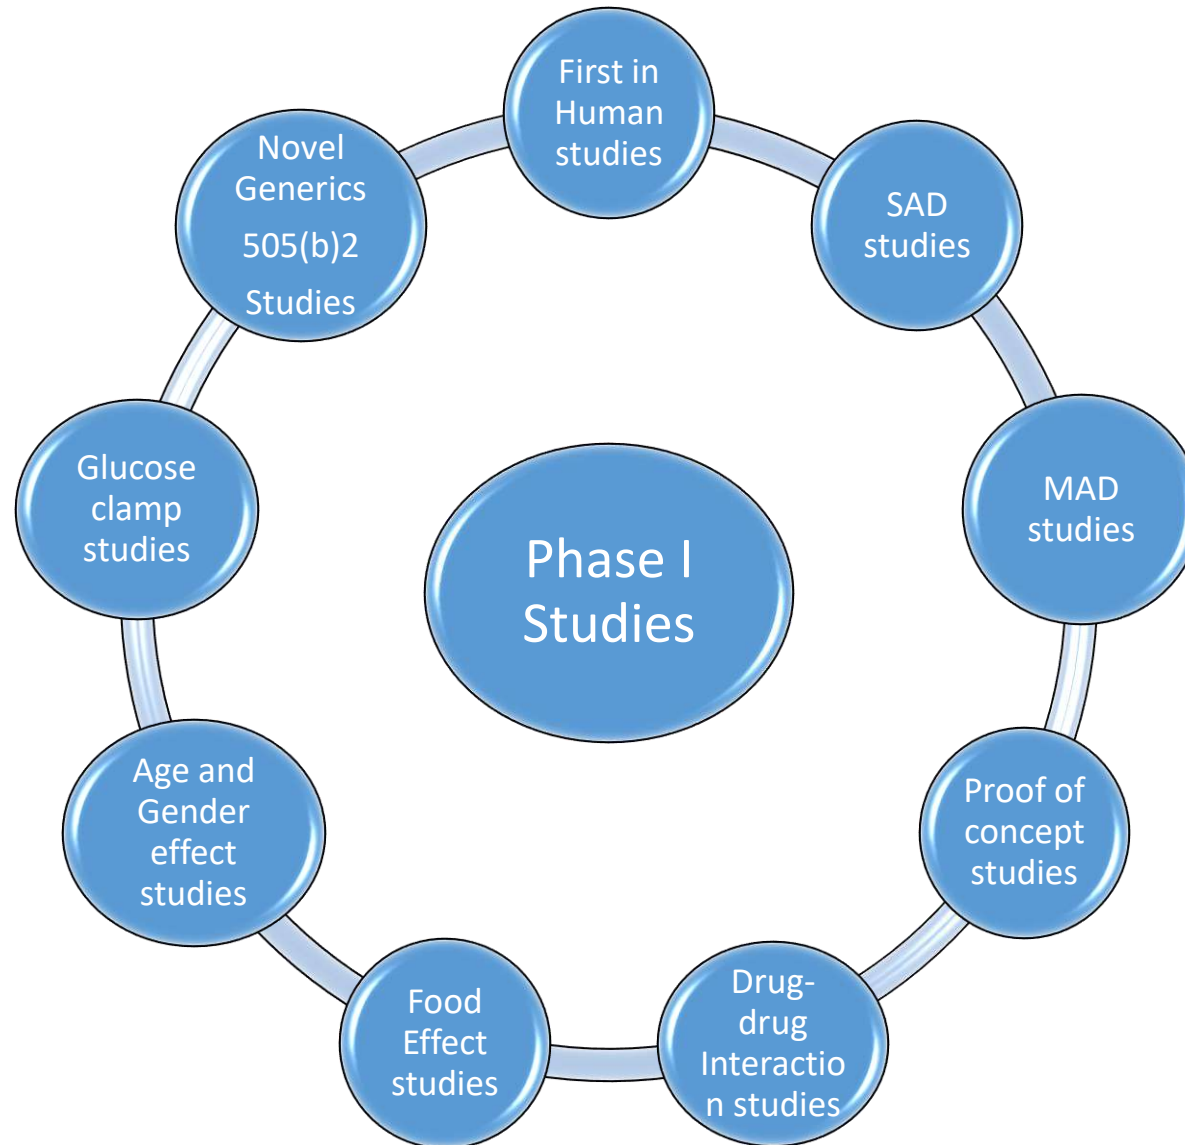 First in
Human
studies
SAD
studies
MAD
studies
Proof of
concept
studies
Drug-
drug
Interactio
n studies
Food
Effect
studies
Age and
Gender
effect
studies
Glucose
clamp
studies
Novel
Generics
505(b)2
Studies
Phase I
Studies